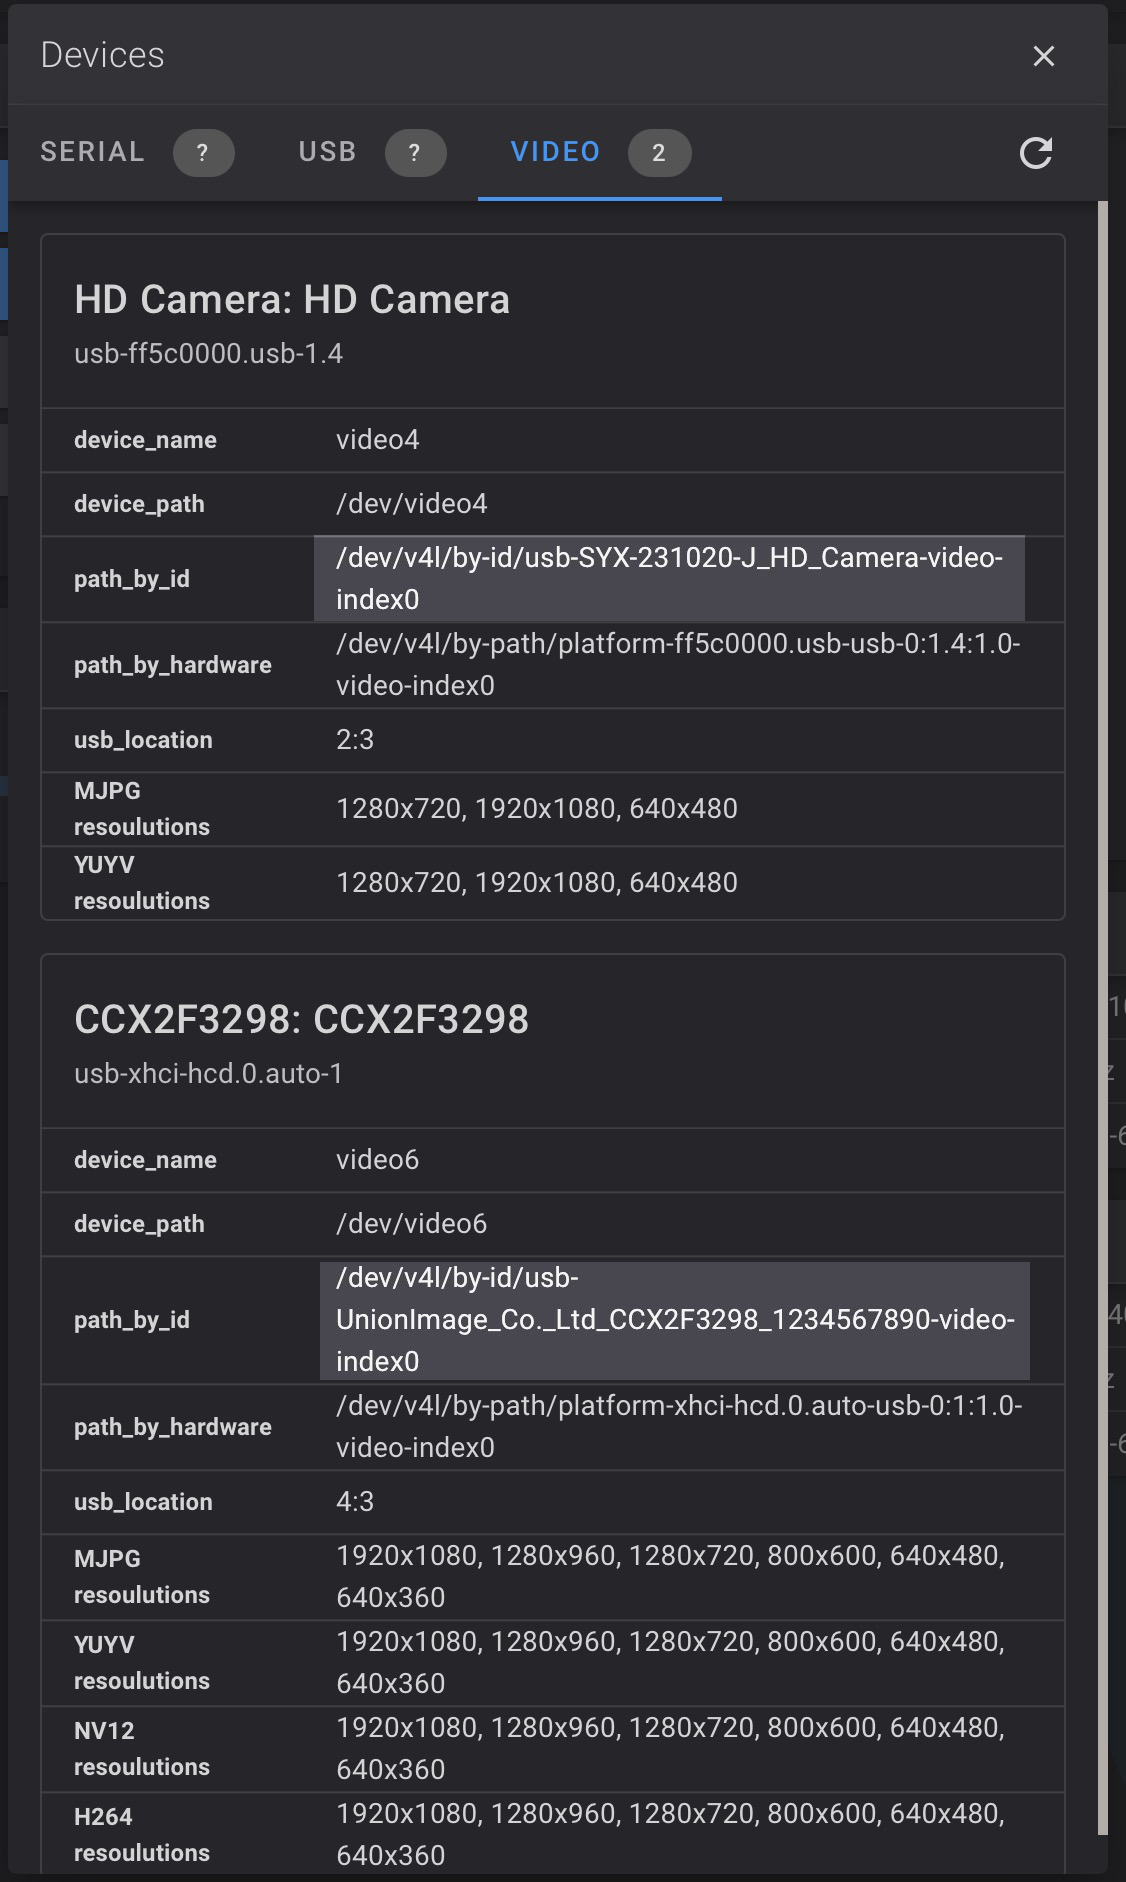 Devices
SERIAL ? USB ? VIDEO 2
HD Camera: HD Camera
usb-ff5c0000.usb-1.4
device_name video4
device_path /dev/video4
path_by_id /dev/v4l/by-id/usb-SYX-231020-J_HD_Camera-video-
index0
path_by_hardware /dev/v4l/by-path/platform-ff5c0000.usb-usb-0:1.4:1.0-
video-index0
usb_location 2:3
MJPG
resoulutions 1280x720, 1920x1080, 640x480
YUYV
resoulutions 1280x720, 1920x1080, 640x480
CCX2F3298: CCX2F3298
usb-xhci-hcd.0.auto-1
device_name video6
device_path /dev/video6
path_by_id /dev/v4l/by-id/usb-
UnionImage_Co._Ltd_CCX2F3298_1234567890-video-
index0
path_by_hardware /dev/v4l/by-path/platform-xhci-hcd.0.auto-usb-0:1:1.0-
video-index0
usb_location 4:3
MJPG 1920x1080, 1280x960, 1280x720, 800x600, 640x480,
resoulutions 640x360
YUYV 1920x1080, 1280x960, 1280x720, 800x600, 640x480,
resoulutions 640x360
NV12 1920x1080, 1280x960, 1280x720, 800x600, 640x480,
resoulutions 640x360
H264 1920x1080, 1280x960, 1280x720, 800x600, 640x480,
resoulutions 640x360